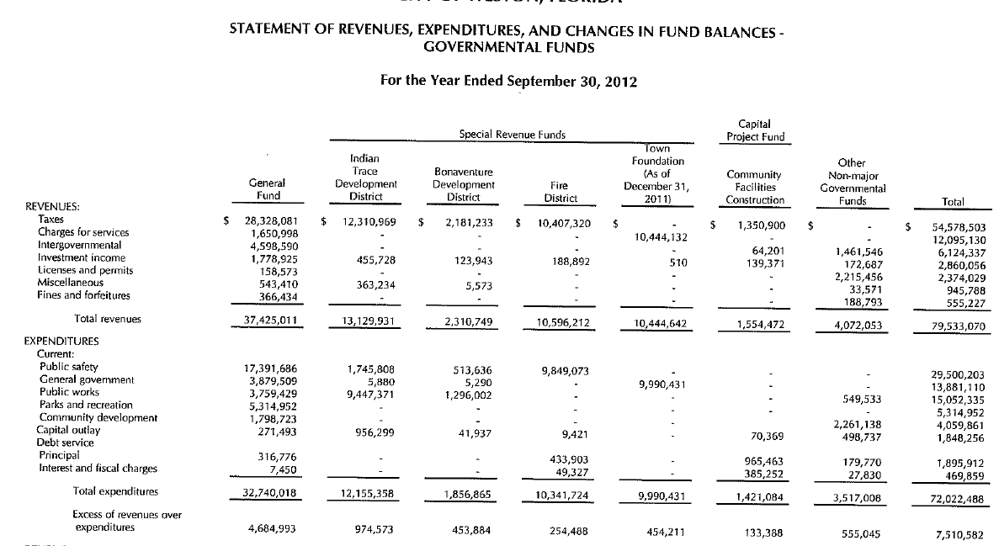 STATEMENT OF REVENUES, EXPENDITURES, AND CHANGES IN FUND BALANCES -
GOVERNMENTAL FUNDS
For the Year Ended September 30, 2012
Capital
Special Revenue Funds Project Fund
Town
Indian Foundation Other
Trace Bonaventure (As of Community Non-major
General Development Development Fire December 31, Facilities Governmental
Fund District District District 2011) Construction Funds Total
REVENUES:
Taxes $ 28,328,081 $ 12,310,969 $ 2,181,233 $ 10,407,320 $ - $ 1,350,900 $ - $ 54,578,503
Charges for services 1,650,998 - - - 10,444,132 - - 12,095,130
Intergovernmental 4,598,590 - - - - 64,201 1,461,546 6,124,337
Investment income 1,778,925 455,728 123,943 188,892 510 139,371 172,687 2,860,056
Licenses and permits 158,573 - - - - - 2,215,456 2,374,029
Miscellaneous 543,410 363,234 5,573 - - - 33,571 945,788
Fines and forfeitures 366,434 - - - - - 188,793 555,227
Total revenues 37,425,011 13,129,931 2,310,749 10,596,212 10,444,642 1,554,472 4,072,053 79,533,070
EXPENDITURES
Current:
Public safety 17,391,686 1,745,808 513,636 9,849,073 - - - 29,500,203
General government 3,879,509 5,880 5,290 - 9,990,431 - - 13,881,110
Public works 3,759,429 9,447,371 1,296,002 - - - 549,533 15,052,335
Parks and recreation 5,314,952 - - - - - - 5,314,952
Community development 1,798,723 - - - - - 2,261,138 4,059,861
Capital outlay 271,493 956,299 41,937 9,421 - 70,369 498,737 1,848,256
Debt service
Principal 316,776 - - 433,903 - 965,463 179,770 1,895,912
Interest and fiscal charges 7,450 - - 49,327 - 385,252 27,830 469,859
Total expenditures 32,740,018 12,155,358 1,856,865 10,341,724 9,990,431 1,421,084 3,517,008 72,022,488
Excess of revenues over
expenditures 4,684,993 974,573 453,884 254,488 454,211 133,388 555,045 7,510,582